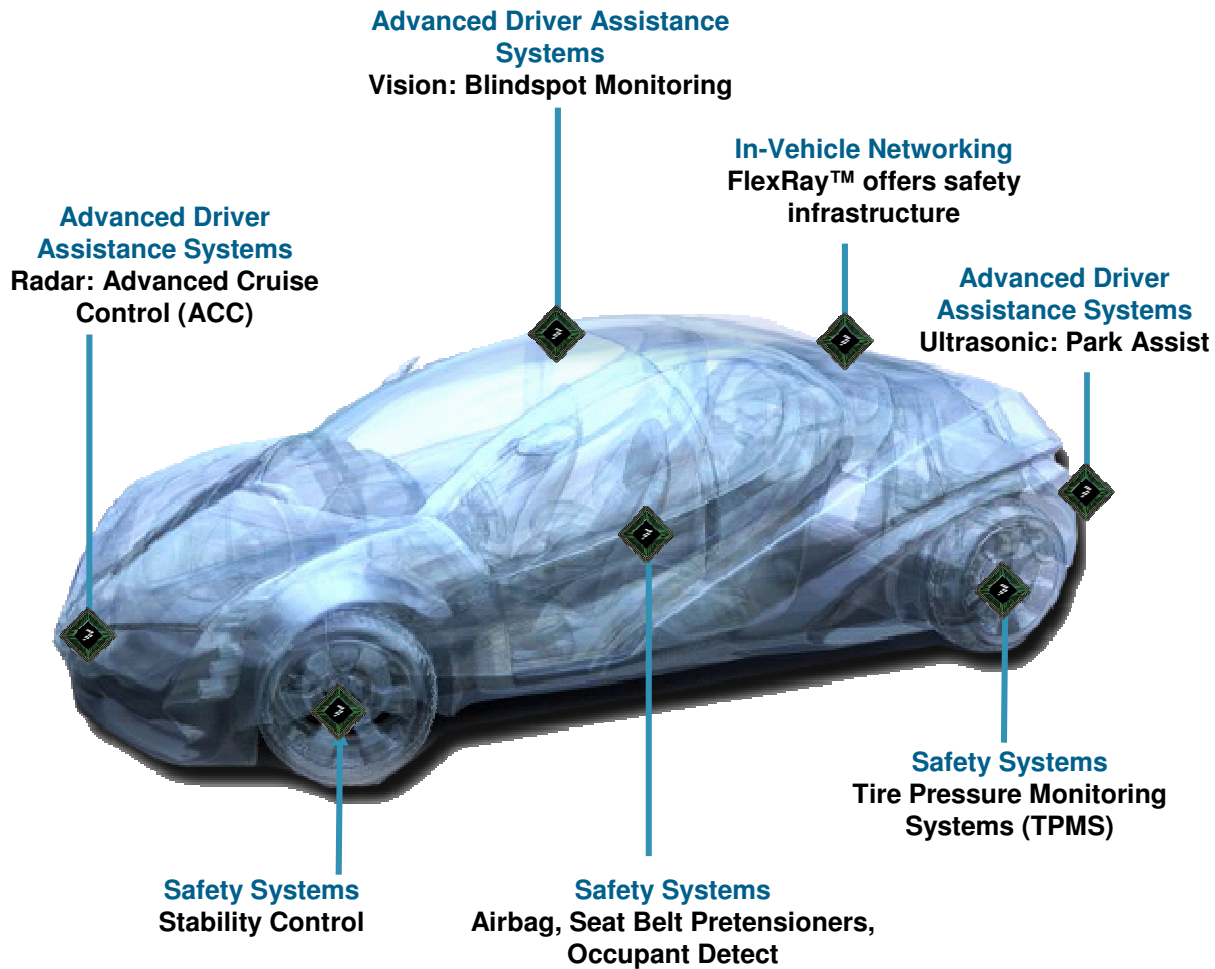 Advanced Driver Assistance
Systems
Vision: Blindspot Monitoring
In-Vehicle Networking
FlexRay™ offers safety
infrastructure
Advanced Driver
Assistance Systems
Radar: Advanced Cruise
Control (ACC)
Advanced Driver
Assistance Systems
Ultrasonic: Park Assist
Safety Systems
Tire Pressure Monitoring
Systems (TPMS)
Safety Systems
Stability Control
Safety Systems
Airbag, Seat Belt Pretensioners,
Occupant Detect